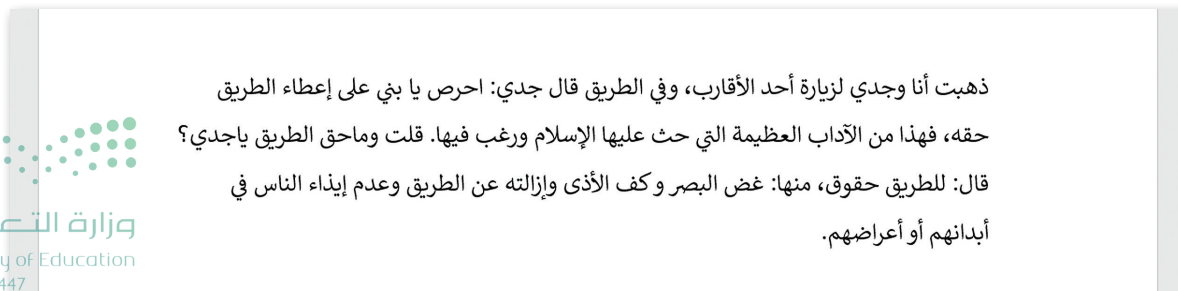 ذهبت أنا وجدي لزيارة أحد الأقارب، وفي الطريق قال جدي: احرص يا بني على إعطاء الطريق
حقه، فهذا من الآداب العظيمة التي حث عليها الإسلام ورغب فيها. قلت وماحق الطريق ياجدي؟
قال: للطريق حقوق، منها: غض البصر و كف الأذى وإزالته عن الطريق وعدم إيذاء الناس في
أبدانهم أو أعراضهم.
وزارة التع
y of Education
447